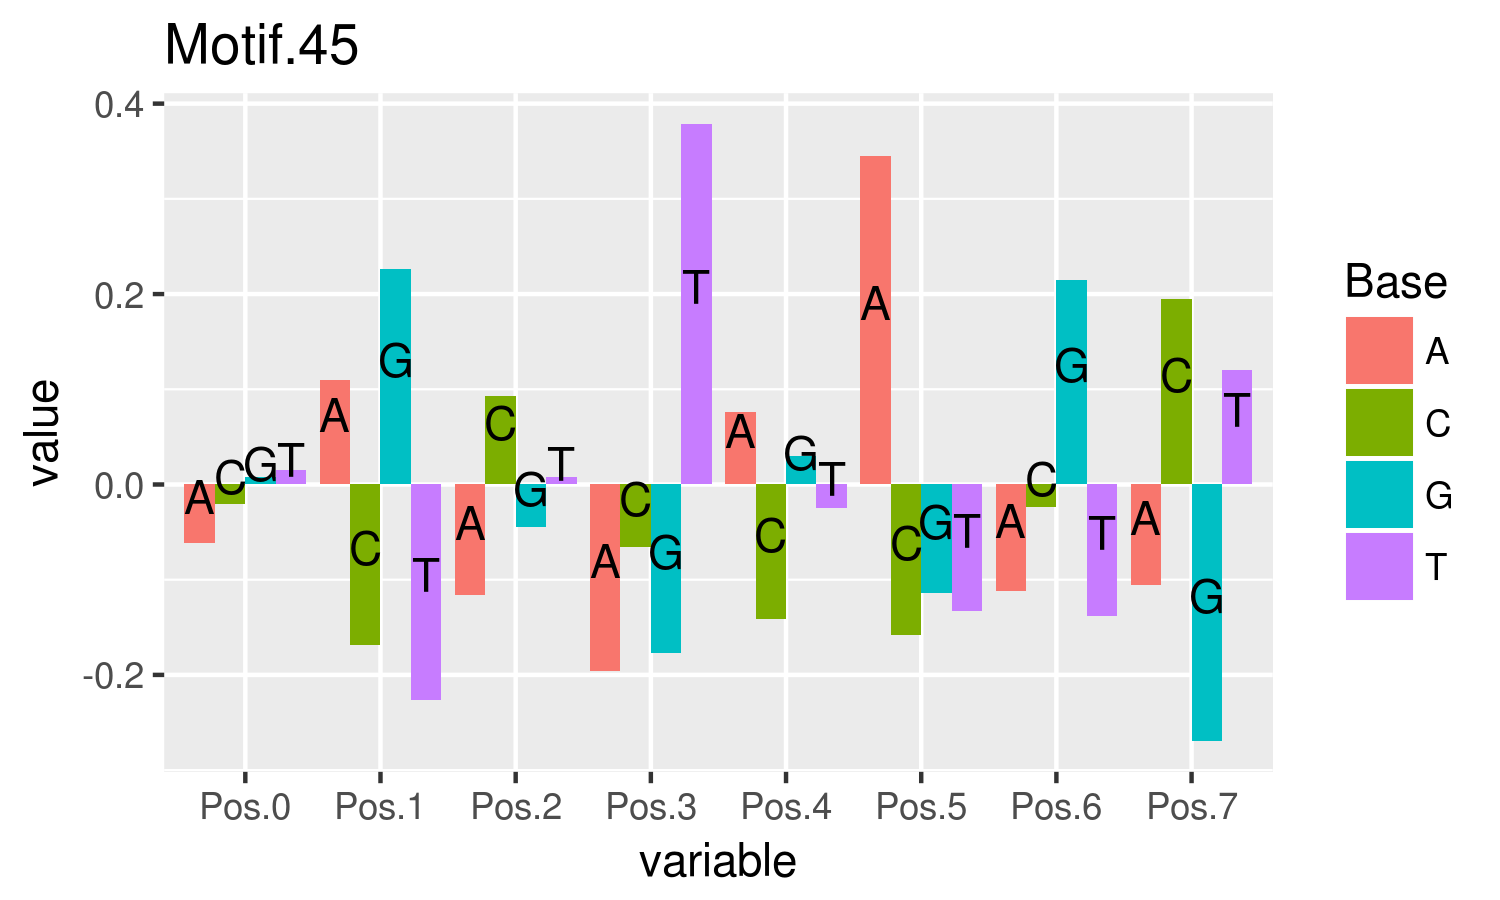 Motif.45
value
0.4
0.2
0.0
-0.2
A C G T
A C G T
A C G T
A C G T
A C G T
A C G T
A C G T
A C G T
Pos.0 Pos.1 Pos.2 Pos.3 Pos.4 Pos.5 Pos.6 Pos.7
variable
Base
A
C
G
T